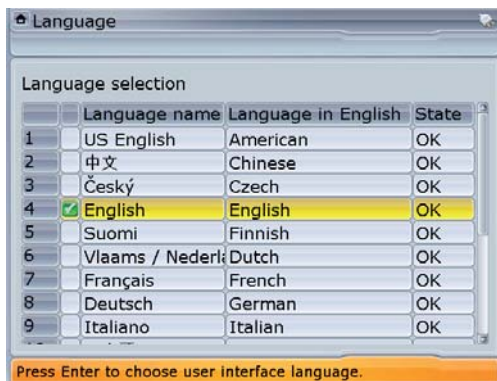 Language
Language selection
Language name Language in English State
1 US English American OK
2 中文 Chinese OK
3 Český Czech OK
4 English English OK
5 Suomi Finnish OK
6 Vlaams / Nederl Dutch OK
7 Français French OK
8 Deutsch German OK
9 Italiano Italian OK
Press Enter to choose user interface language.